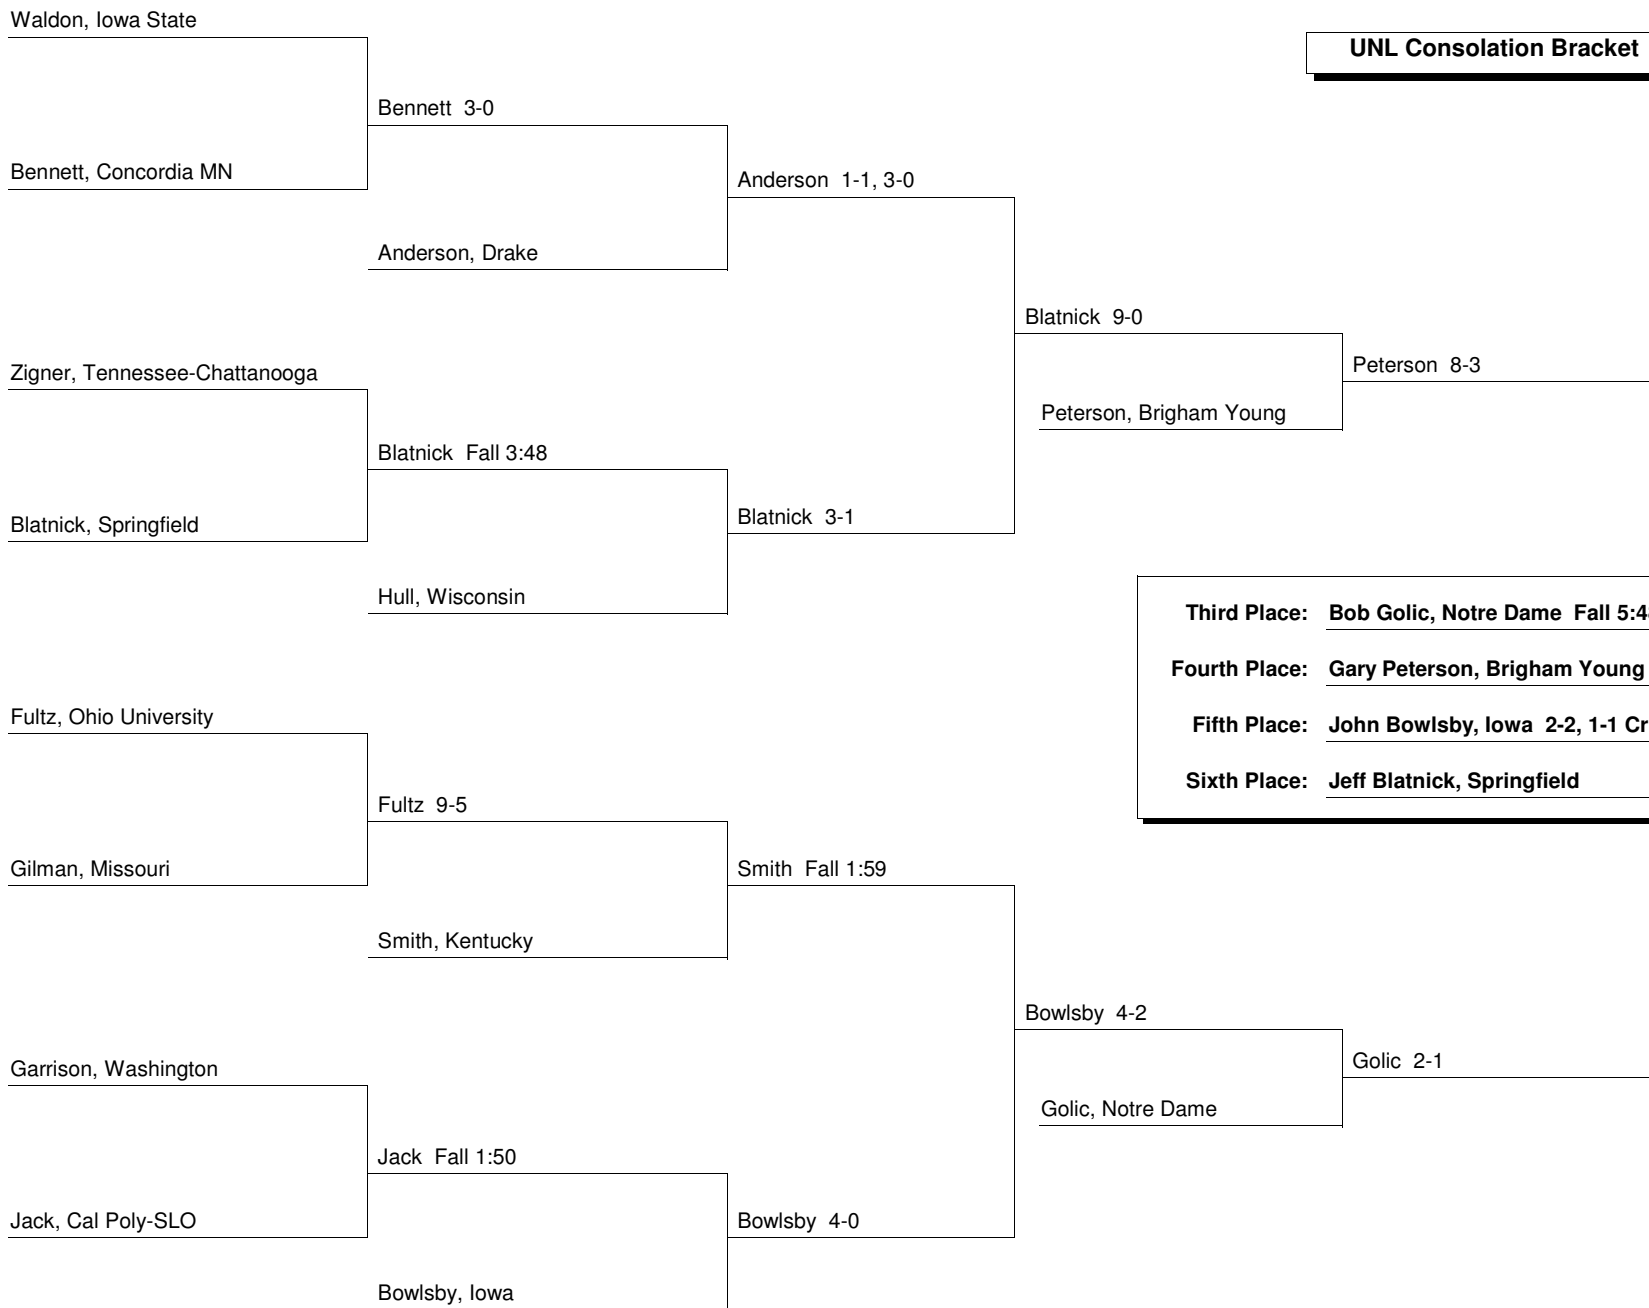 Waldon, Iowa State
UNL Consolation Bracket
Bennett 3-0
Bennett, Concordia MN
Anderson 1-1, 3-0
Anderson, Drake
Blatnick 9-0
Zigner, Tennessee-Chattanooga
Peterson 8-3
Peterson, Brigham Young
Blatnick Fall 3:48
Blatnick, Springfield
Blatnick 3-1
Hull, Wisconsin
Third Place: Bob Golic, Notre Dame Fall
Fourth Place: Gary Peterson, Brigham Young
Fifth Place: John Bowlsby, Iowa 2-2, 1-1
Sixth Place: Jeff Blatnick, Springfield
Fultz, Ohio University
Fultz 9-5
Gilman, Missouri
Smith Fall 1:59
Smith, Kentucky
Bowlsby 4-2
Garrison, Washington
Golic 2-1
Golic, Notre Dame
Jack Fall 1:50
Jack, Cal Poly-SLO
Bowlsby 4-0
Bowlsby, Iowa